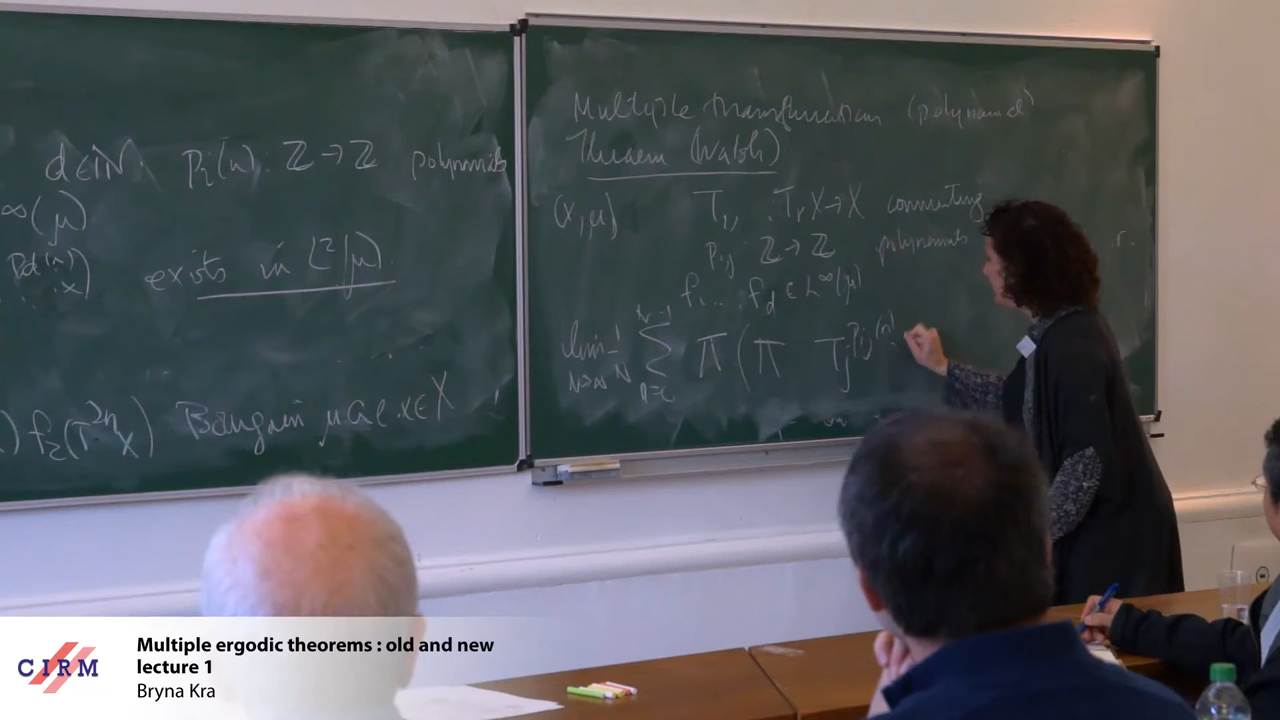 d∈ℕ. P_i(n): ℤ→ℤ polynomials
^∞(μ)
exists in L²(μ).
) f₂(T^{2n}x) Bourgain μ a.e. x∈X
Multiple transformations (polynomial)
Theorem (Walsh)
(X,μ) T₁, .T_r X→X commuting
P_{ij} ℤ→ℤ polynomials
f₁ ... f_d ∈ L^∞(μ)
lim_{N→∞} 1/N Σ_{n=0}^{N-1} Π (Π T_j^{P_{ij}(n)}
CIRM
Multiple ergodic theorems : old and new
lecture 1
Bryna Kra